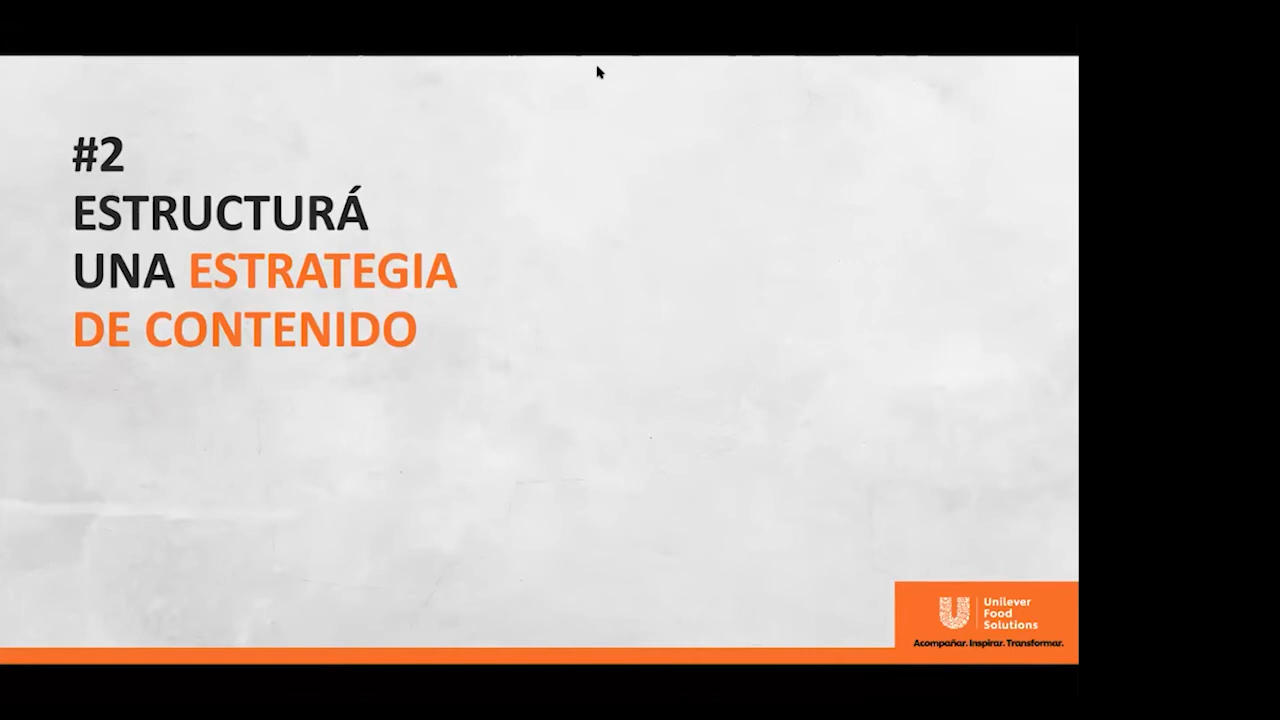 #2
ESTRUCTURÁ
UNA ESTRATEGIA
DE CONTENIDO
Unilever
Food
Solutions
Acompañar. Inspirar. Transformar.